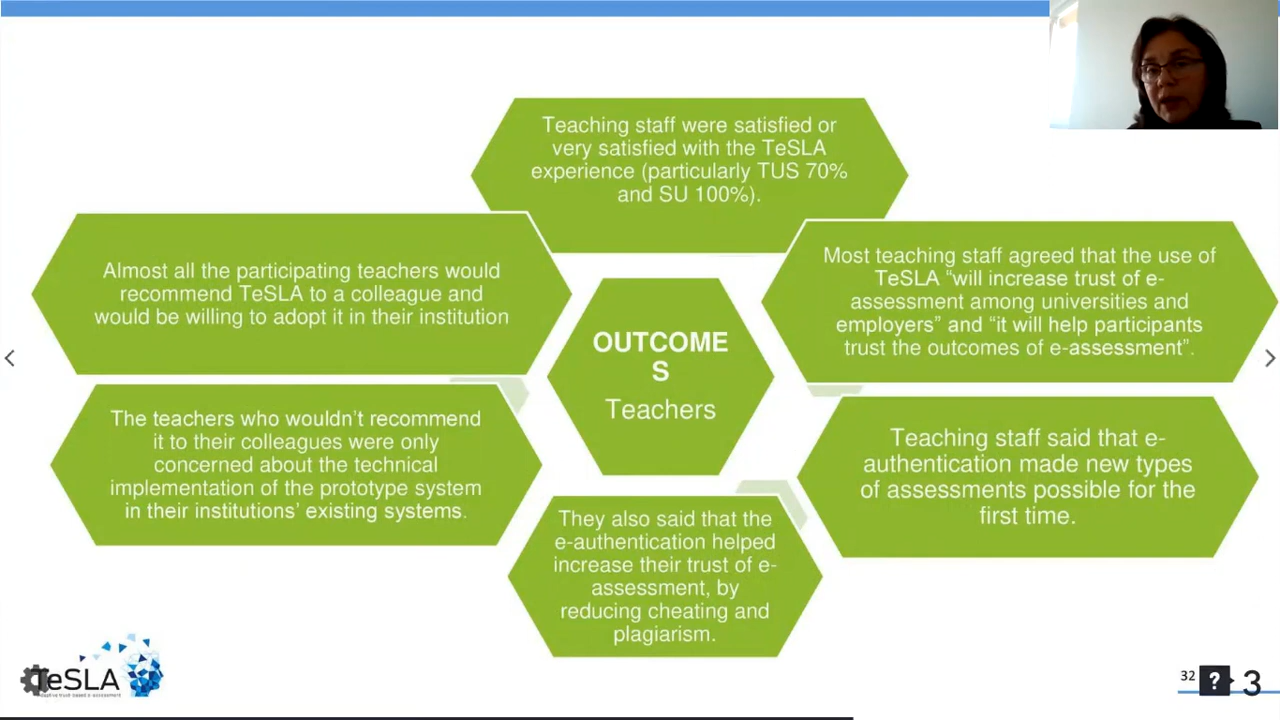 Teaching staff were satisfied or
very satisfied with the TeSLA
experience (particularly TUS 70%
and SU 100%).
Almost all the participating teachers would
recommend TeSLA to a colleague and
would be willing to adopt it in their institution
Most teaching staff agreed that the use of
TeSLA “will increase trust of e-
assessment among universities and
employers” and “it will help participants
trust the outcomes of e-assessment”.
OUTCOME
S
Teachers
The teachers who wouldn’t recommend
it to their colleagues were only
concerned about the technical
implementation of the prototype system
in their institutions’ existing systems.
Teaching staff said that e-
authentication made new types
of assessments possible for the
first time.
They also said that the
e-authentication helped
increase their trust of e-
assessment, by
reducing cheating and
plagiarism.
TeSLA
32 ? 3